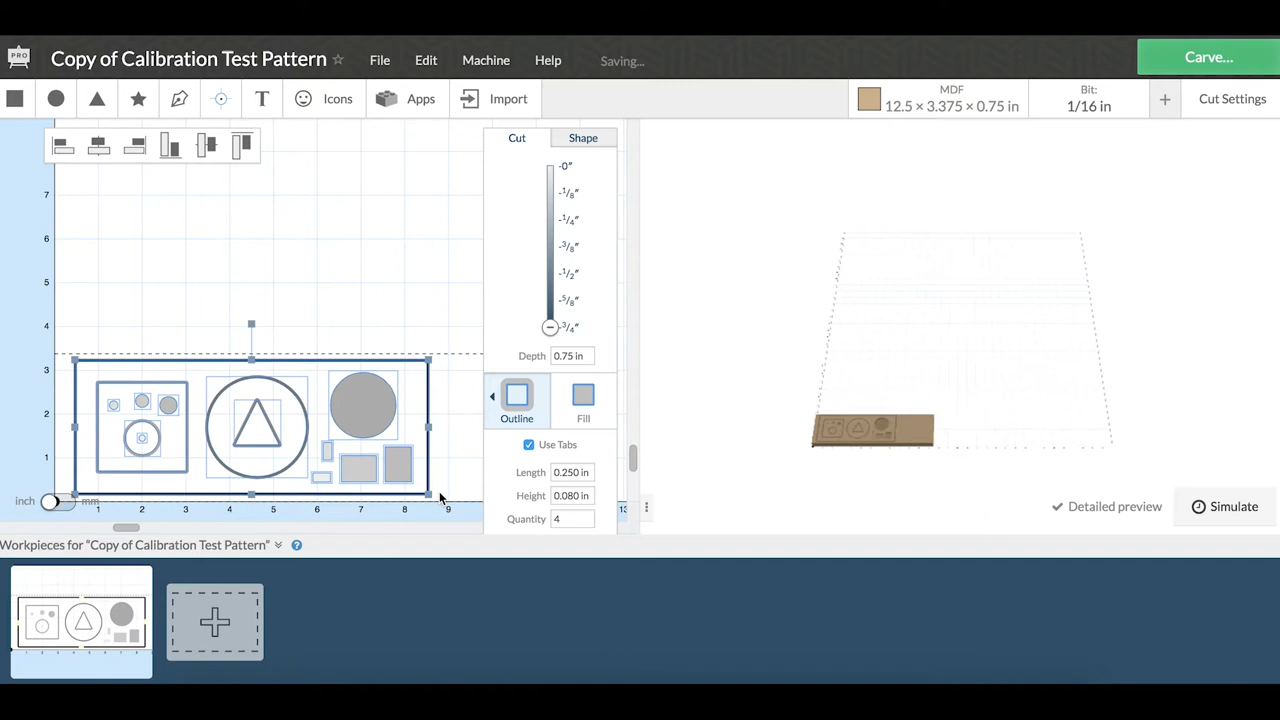 PRO
Copy of Calibration Test Pattern
File
Edit
Machine
Help
Saving...
Carve...
Icons
Apps
Import
MDF
12.5 × 3.375 × 0.75 in
Bit:
1/16 in
Cut Settings
Cut
Shape
-0"
-1/8"
-1/4"
-3/8"
-1/2"
-5/8"
-3/4"
Depth 0.75 in
Outline
Fill
Use Tabs
Length 0.250 in
Height 0.080 in
Quantity 4
7
6
5
4
3
2
1
inch
mm
1 2 3 4 5 6 7 8 9 13
Detailed preview
Simulate
Workpieces for "Copy of Calibration Test Pattern"